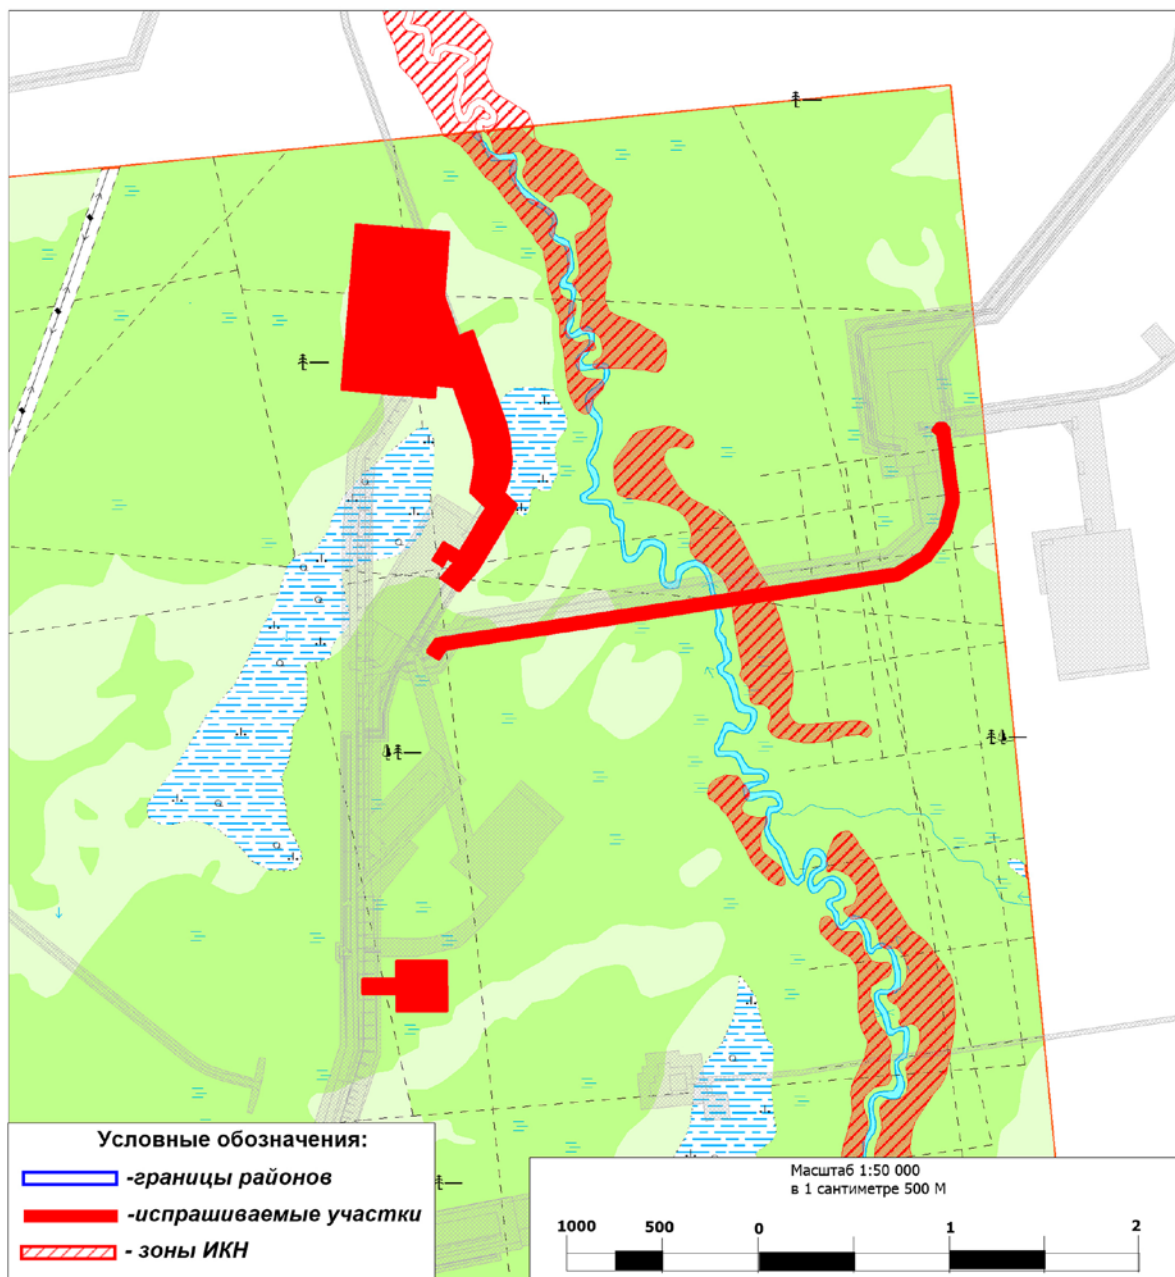 Условные обозначения:
-границы районов
-испрашиваемые участки
- зоны ИКН
Масштаб 1:50 000
в 1 сантиметре 500 М
1000 500 0 1 2